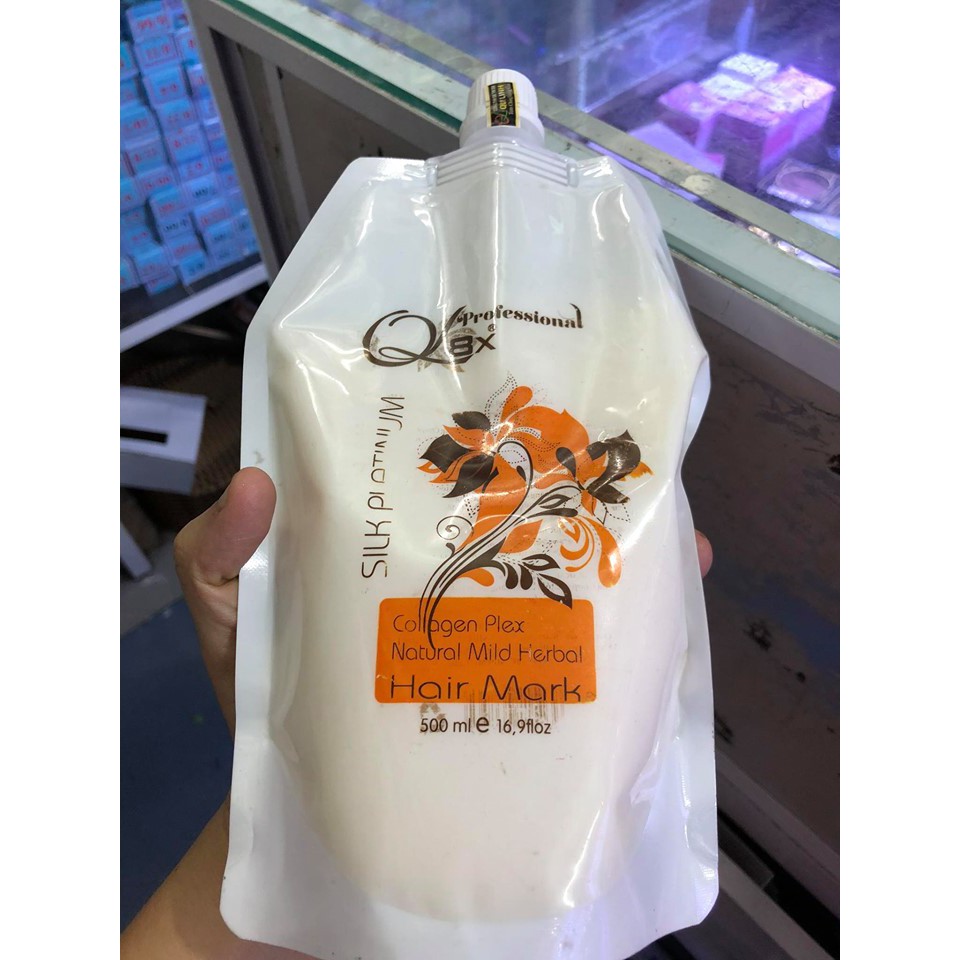 Professional
Q8X®
SILK PLATINUM
Collagen Plex
Natural Mild Herbal
Hair Mark
500 ml e 16,9floz